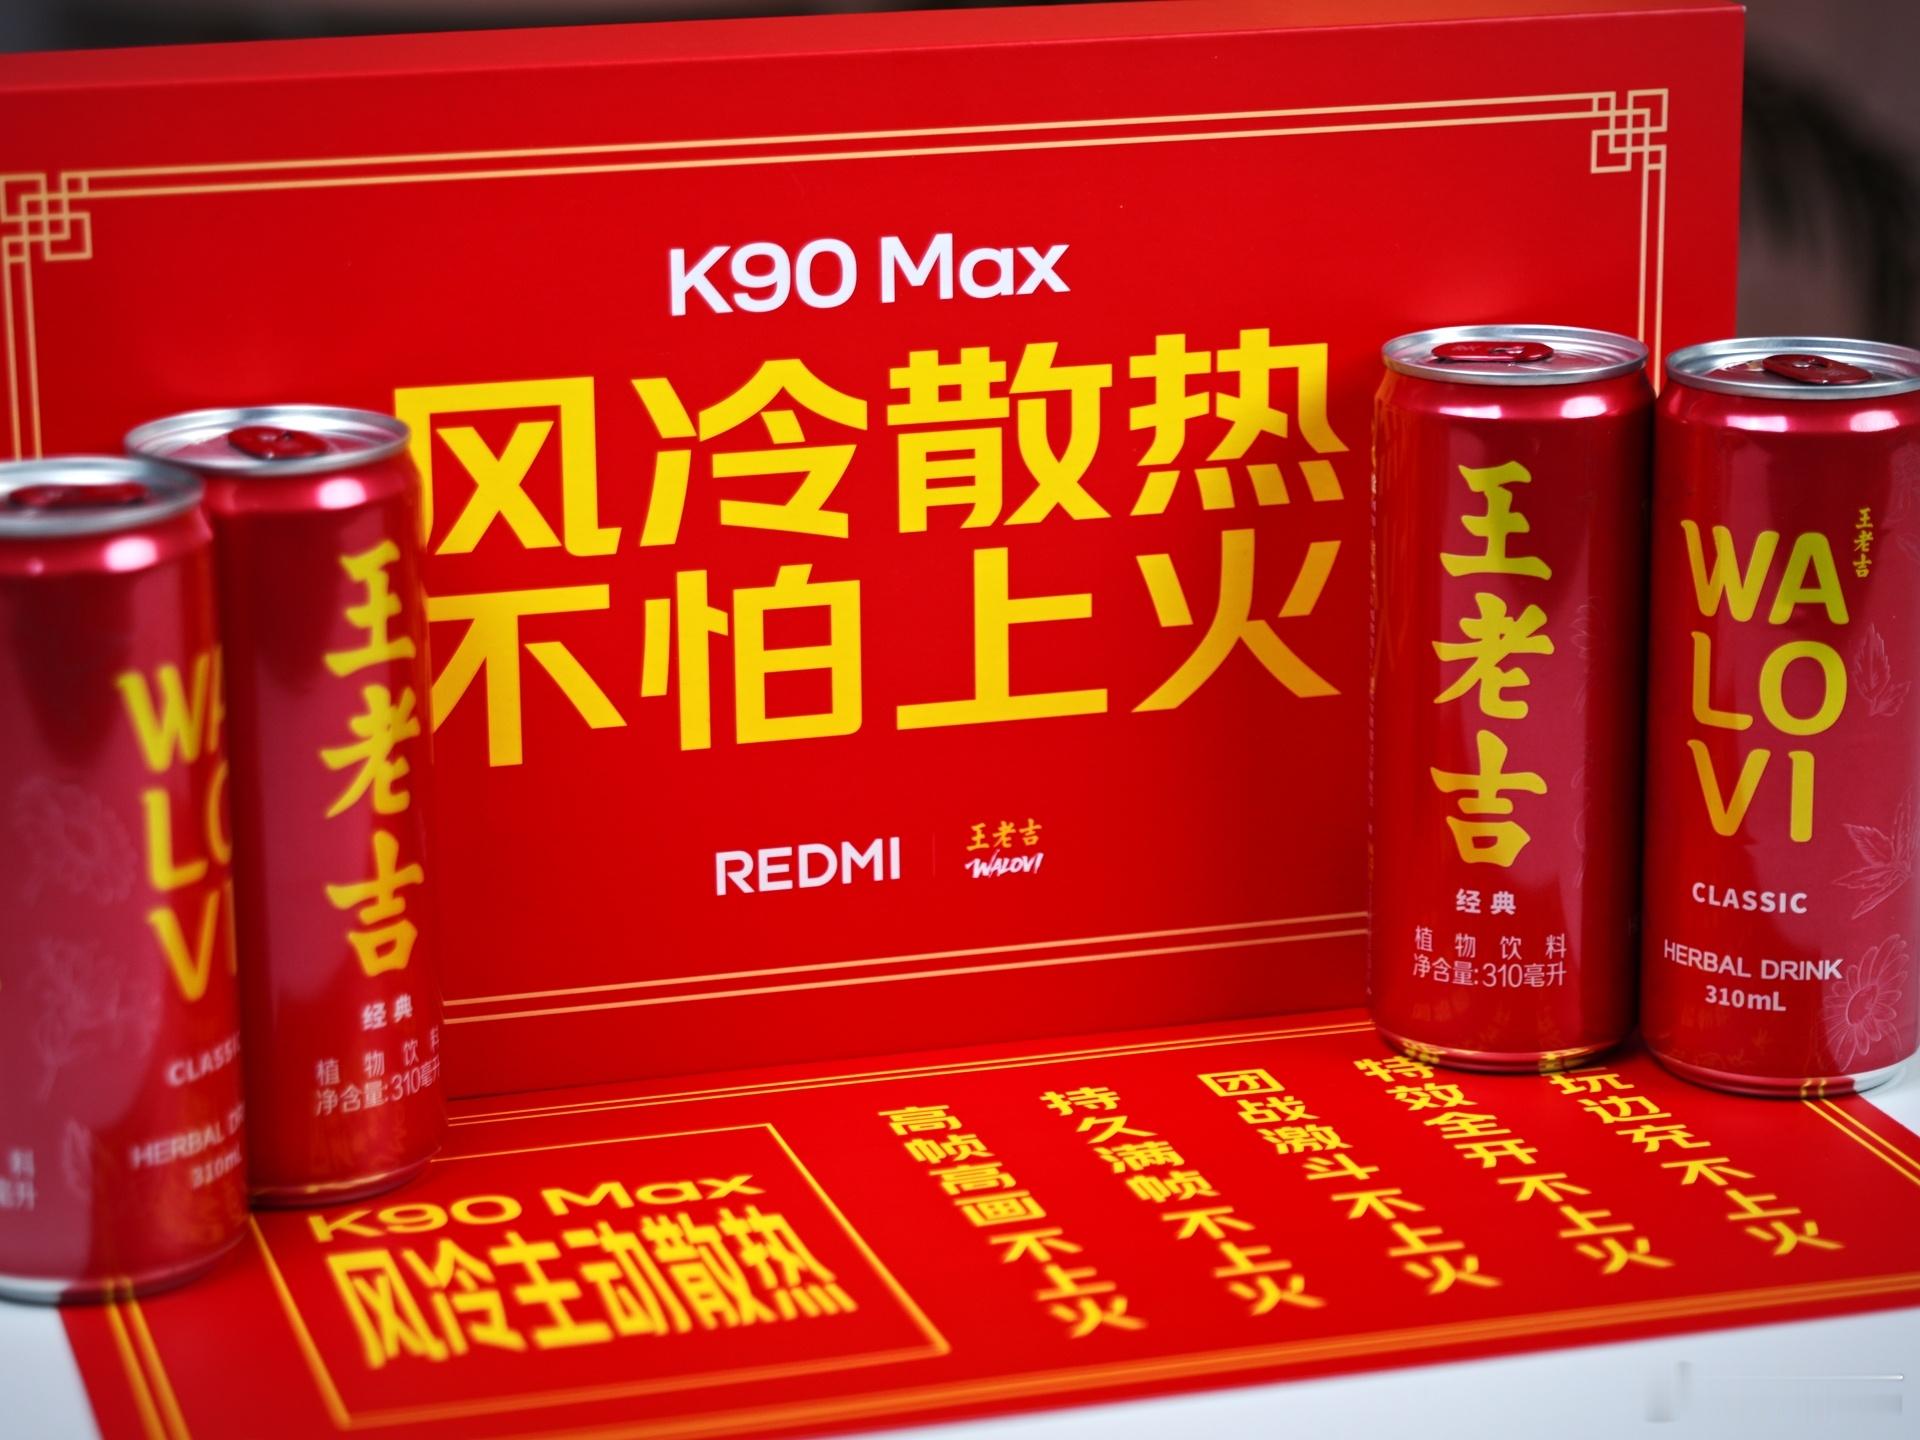 K90 Max
风冷散热
不怕上火
REDMI
王老吉
WALOVI
王老吉
经典
植物饮料
净含量:310毫升
王老吉
WA
LO
VI
CLASSIC
HERBAL DRINK
310mL
王老吉
经典
植物饮料
净含量:310毫升
CLASSIC
HERBAL
310mL
K90 Max
风冷主动散热
高帧高画不上火
持久满帧不上火
团战激斗不上火
特效全开不上火
玩边充不上火